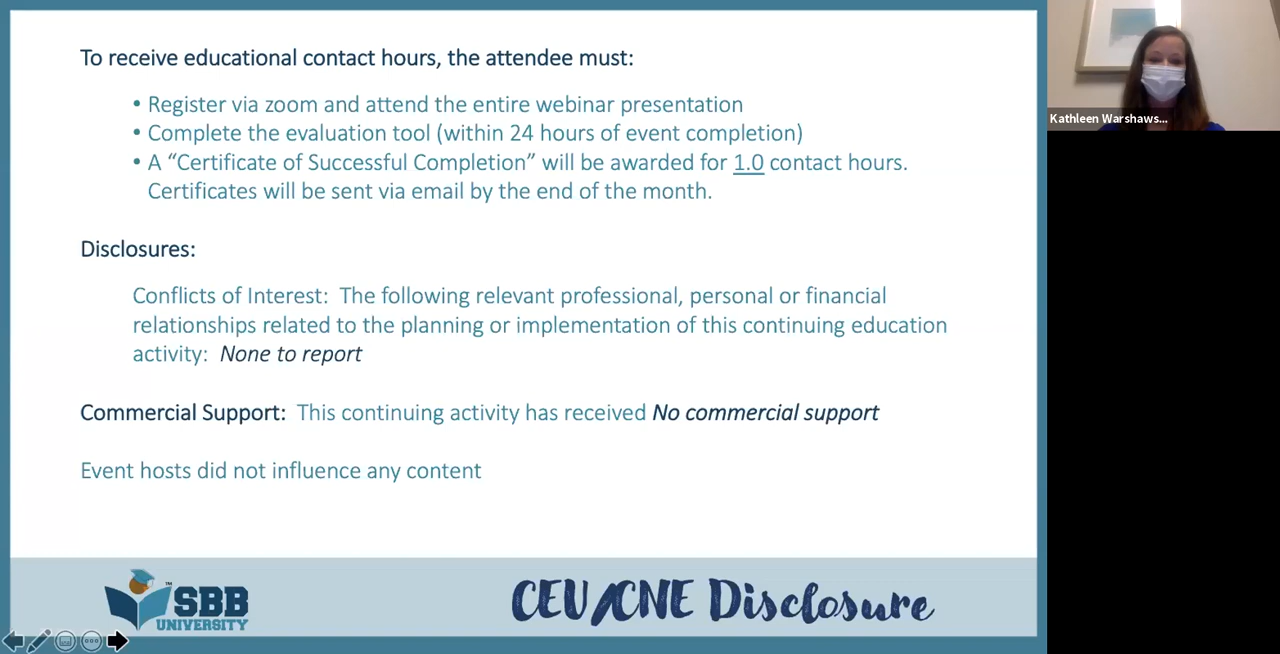 To receive educational contact hours, the attendee must:
• Register via zoom and attend the entire webinar presentation
• Complete the evaluation tool (within 24 hours of event completion)
• A “Certificate of Successful Completion” will be awarded for 1.0 contact hours.
Certificates will be sent via email by the end of the month.
Disclosures:
Conflicts of Interest: The following relevant professional, personal or financial
relationships related to the planning or implementation of this continuing education
activity: None to report
Commercial Support: This continuing activity has received No commercial support
Event hosts did not influence any content
SBB
UNIVERSITY
™
CEU/CNE Disclosure
Kathleen Warshaws...